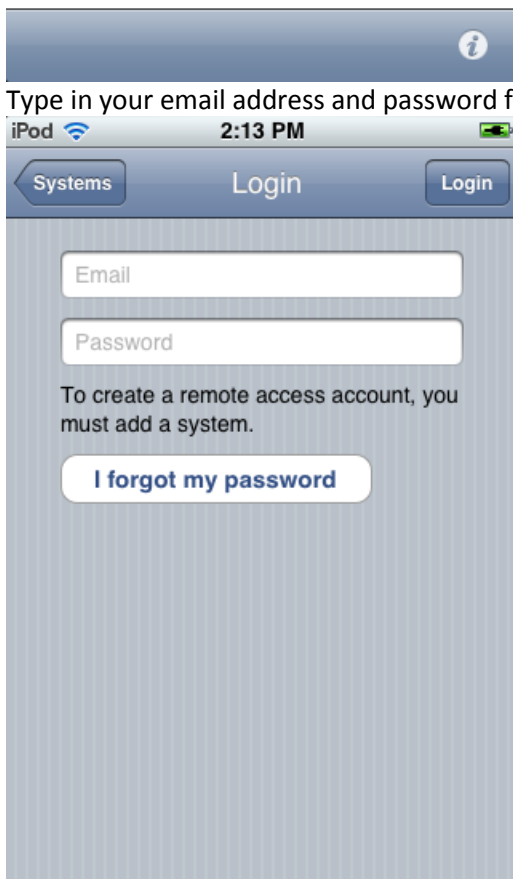 Type in your email address and password f
iPod 2:13 PM
Systems Login Login
Email
Password
To create a remote access account, you
must add a system.
I forgot my password